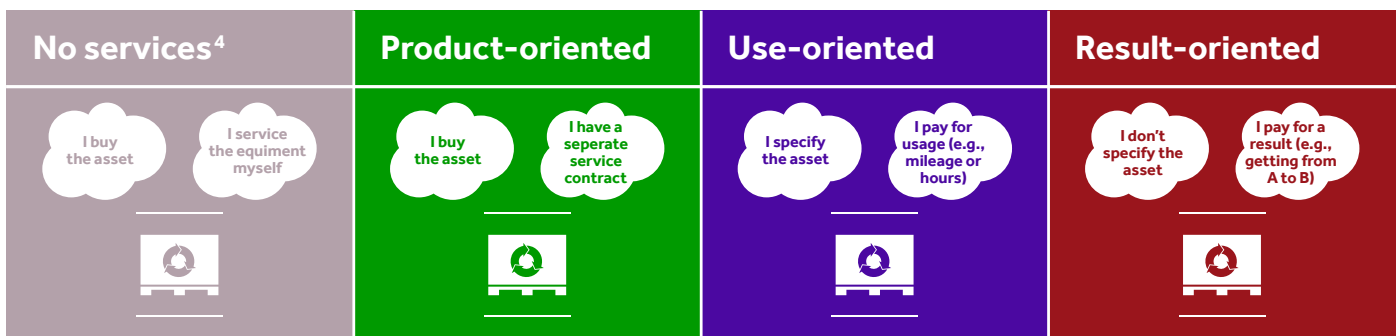 No services⁴
Product-oriented
Use-oriented
Result-oriented
I buy
the asset
I service
the equiment
myself
I buy
the asset
I have a
seperate
service
contract
I specify
the asset
I pay for
usage (e.g.,
mileage or
hours)
I don't
specify the
asset
I pay for a
result (e.g.,
getting from
A to B)